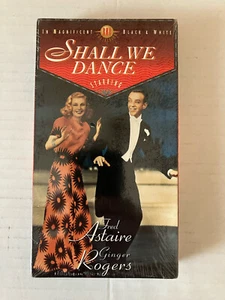 IN MAGNIFICENT
BLACK & WHITE
SHALL WE
DANCE
STARRING
Fred
Astaire
Ginger
Rogers